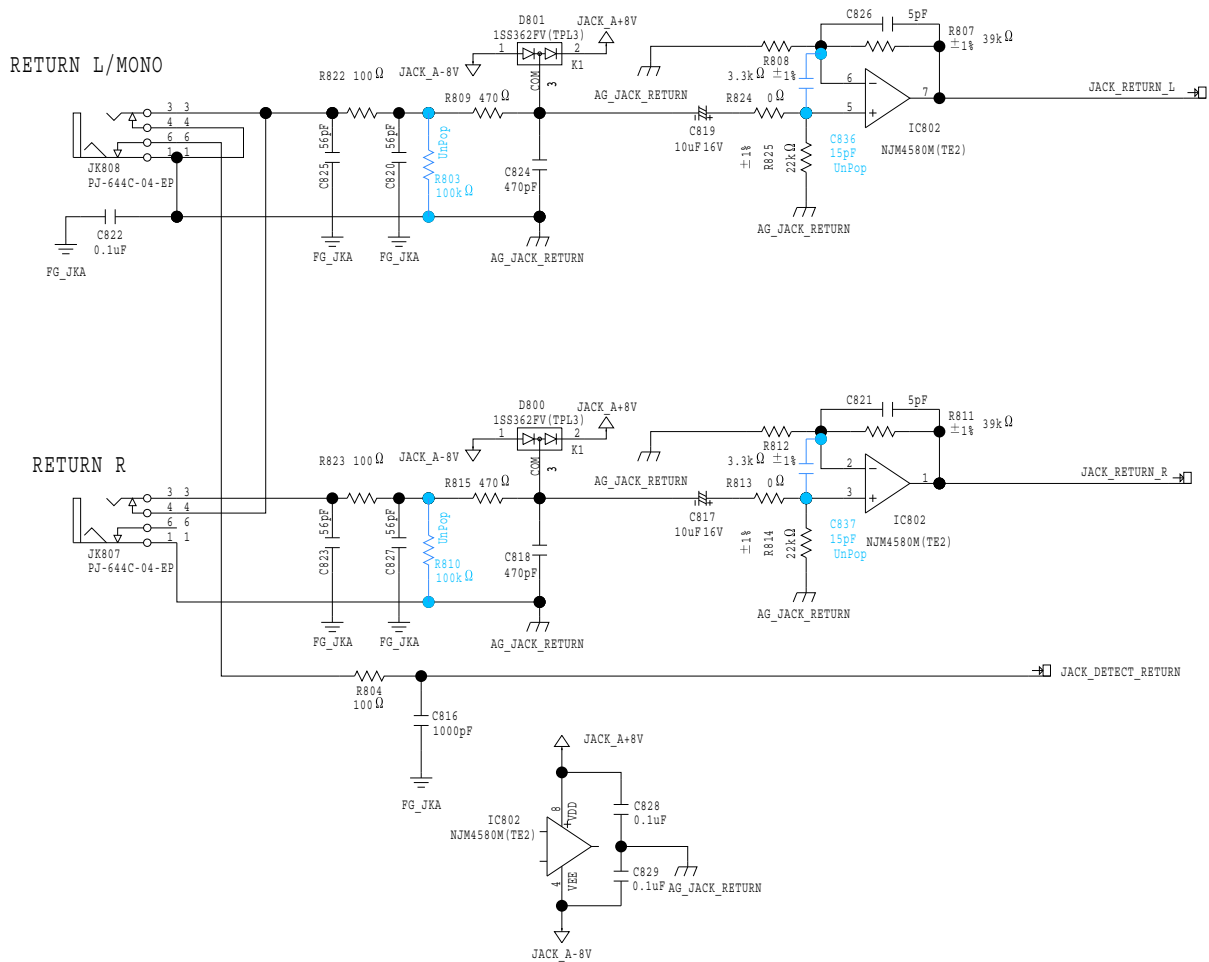 RETURN L/MONO
3 3
4 4
6 6
1 1
JK808
PJ-644C-04-EP
C822
0.1uF
FG_JKA
R822 100Ω
56pF
C825
56pF
C820
UnPop
R803
100kΩ
FG_JKA
FG_JKA
R809 470Ω
JACK_A-8V
D801
1SS362FV(TPL3)
1
2
K1
COM
3
JACK_A+8V
C824
470pF
AG_JACK_RETURN
AG_JACK_RETURN
C819
10uF16V
R808
3.3kΩ ±1%
R824 0Ω
±1%
R825
22kΩ
AG_JACK_RETURN
C836
15pF
UnPop
C826 5pF
R807
±1% 39kΩ
6
5
7
IC802
NJM4580M(TE2)
JACK_RETURN_L
RETURN R
3 3
4 4
6 6
1 1
JK807
PJ-644C-04-EP
R823 100Ω
56pF
C823
56pF
C827
UnPop
R810
100kΩ
FG_JKA
FG_JKA
R815 470Ω
JACK_A-8V
D800
1SS362FV(TPL3)
1
2
K1
COM
3
JACK_A+8V
C818
470pF
AG_JACK_RETURN
AG_JACK_RETURN
C817
10uF16V
R812
3.3kΩ ±1%
R813 0Ω
±1%
R814
22kΩ
AG_JACK_RETURN
C837
15pF
UnPop
C821 5pF
R811
±1% 39kΩ
2
3
1
IC802
NJM4580M(TE2)
JACK_RETURN_R
R804
100Ω
C816
1000pF
FG_JKA
JACK_DETECT_RETURN
JACK_A+8V
8
VDD
IC802
NJM4580M(TE2)
4
VEE
C828
0.1uF
C829
0.1uF
AG_JACK_RETURN
JACK_A-8V